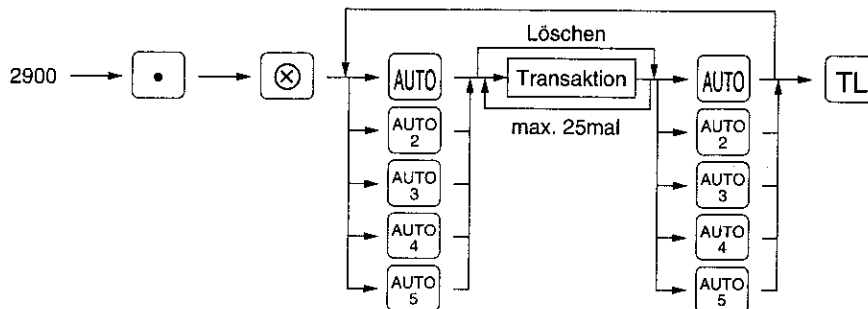 Löschen
2900
•
⊗
AUTO
Transaktion
AUTO
TL
max. 25mal
AUTO
2
AUTO
2
AUTO
3
AUTO
3
AUTO
4
AUTO
4
AUTO
5
AUTO
5